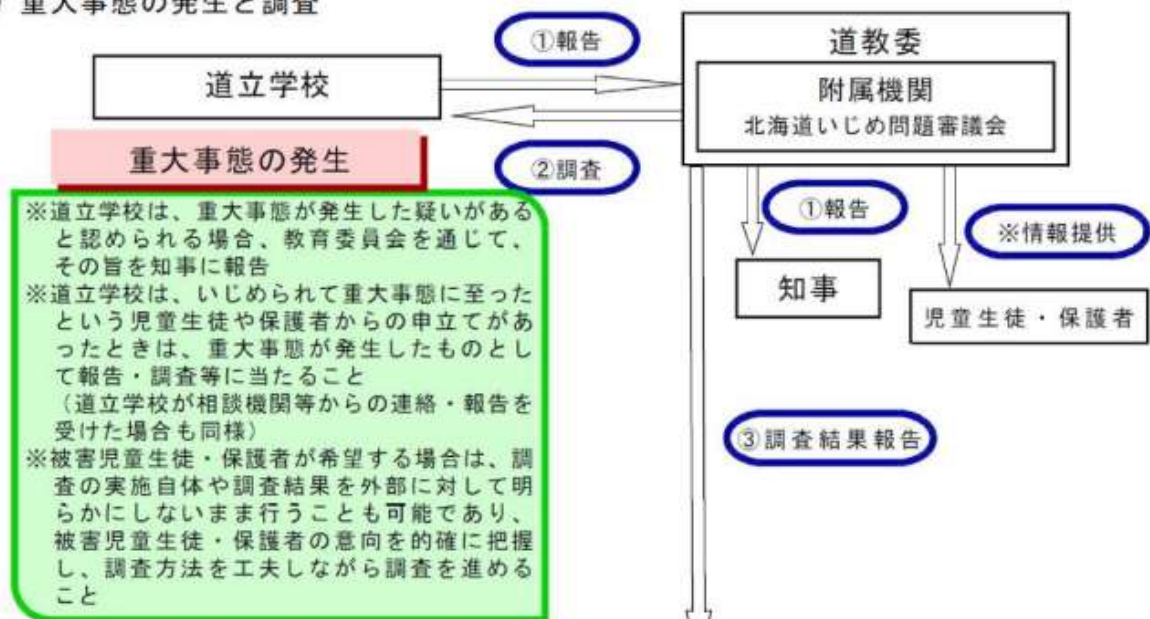 重大事態の発生と調査
①報告
道教委
道立学校
附属機関
北海道いじめ問題審議会
重大事態の発生
②調査
※道立学校は、重大事態が発生した疑いがある
と認められる場合、教育委員会を通じて、
その旨を知事に報告
※道立学校は、いじめられて重大事態に至った
という児童生徒や保護者からの申立てがあ
ったときは、重大事態が発生したものとし
て報告・調査等に当たること
（道立学校が相談機関等からの連絡・報告を
受けた場合も同様）
※被害児童生徒・保護者が希望する場合は、調
査の実施自体や調査結果を外部に対して明
らかにしないまま行うことも可能であり、
被害児童生徒・保護者の意向を的確に把握
し、調査方法を工夫しながら調査を進める
こと
①報告
※情報提供
知事
児童生徒・保護者
③調査結果報告